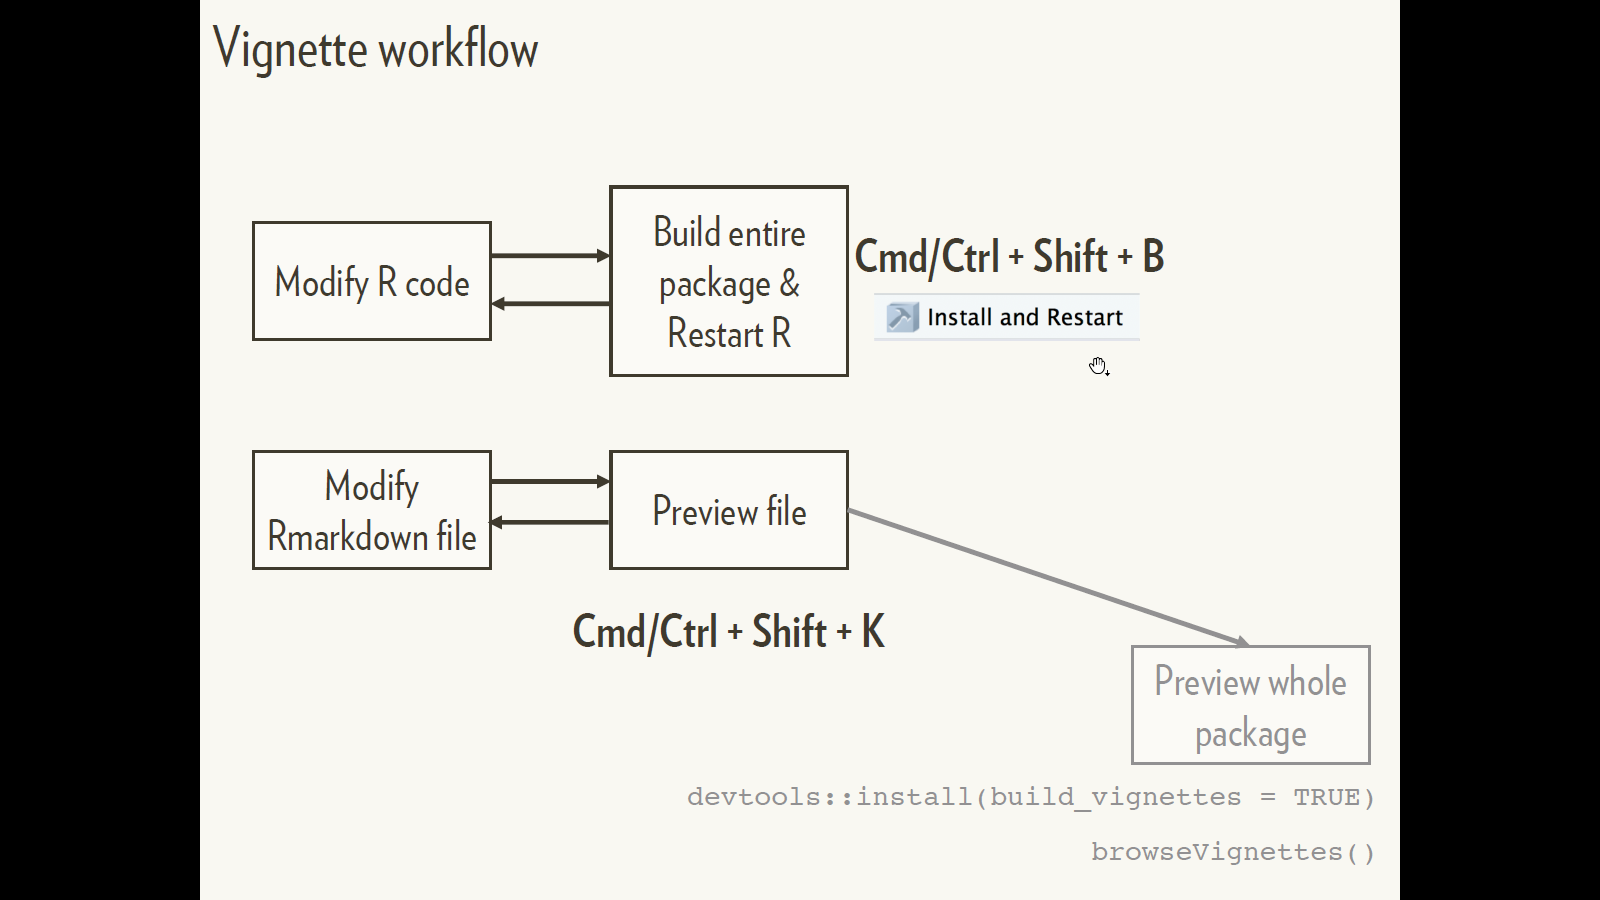 Vignette workflow
Modify R code
Build entire
package &
Restart R
Cmd/Ctrl + Shift + B
Install and Restart
Modify
Rmarkdown file
Preview file
Cmd/Ctrl + Shift + K
Preview whole
package
devtools::install(build_vignettes = TRUE)
browseVignettes()